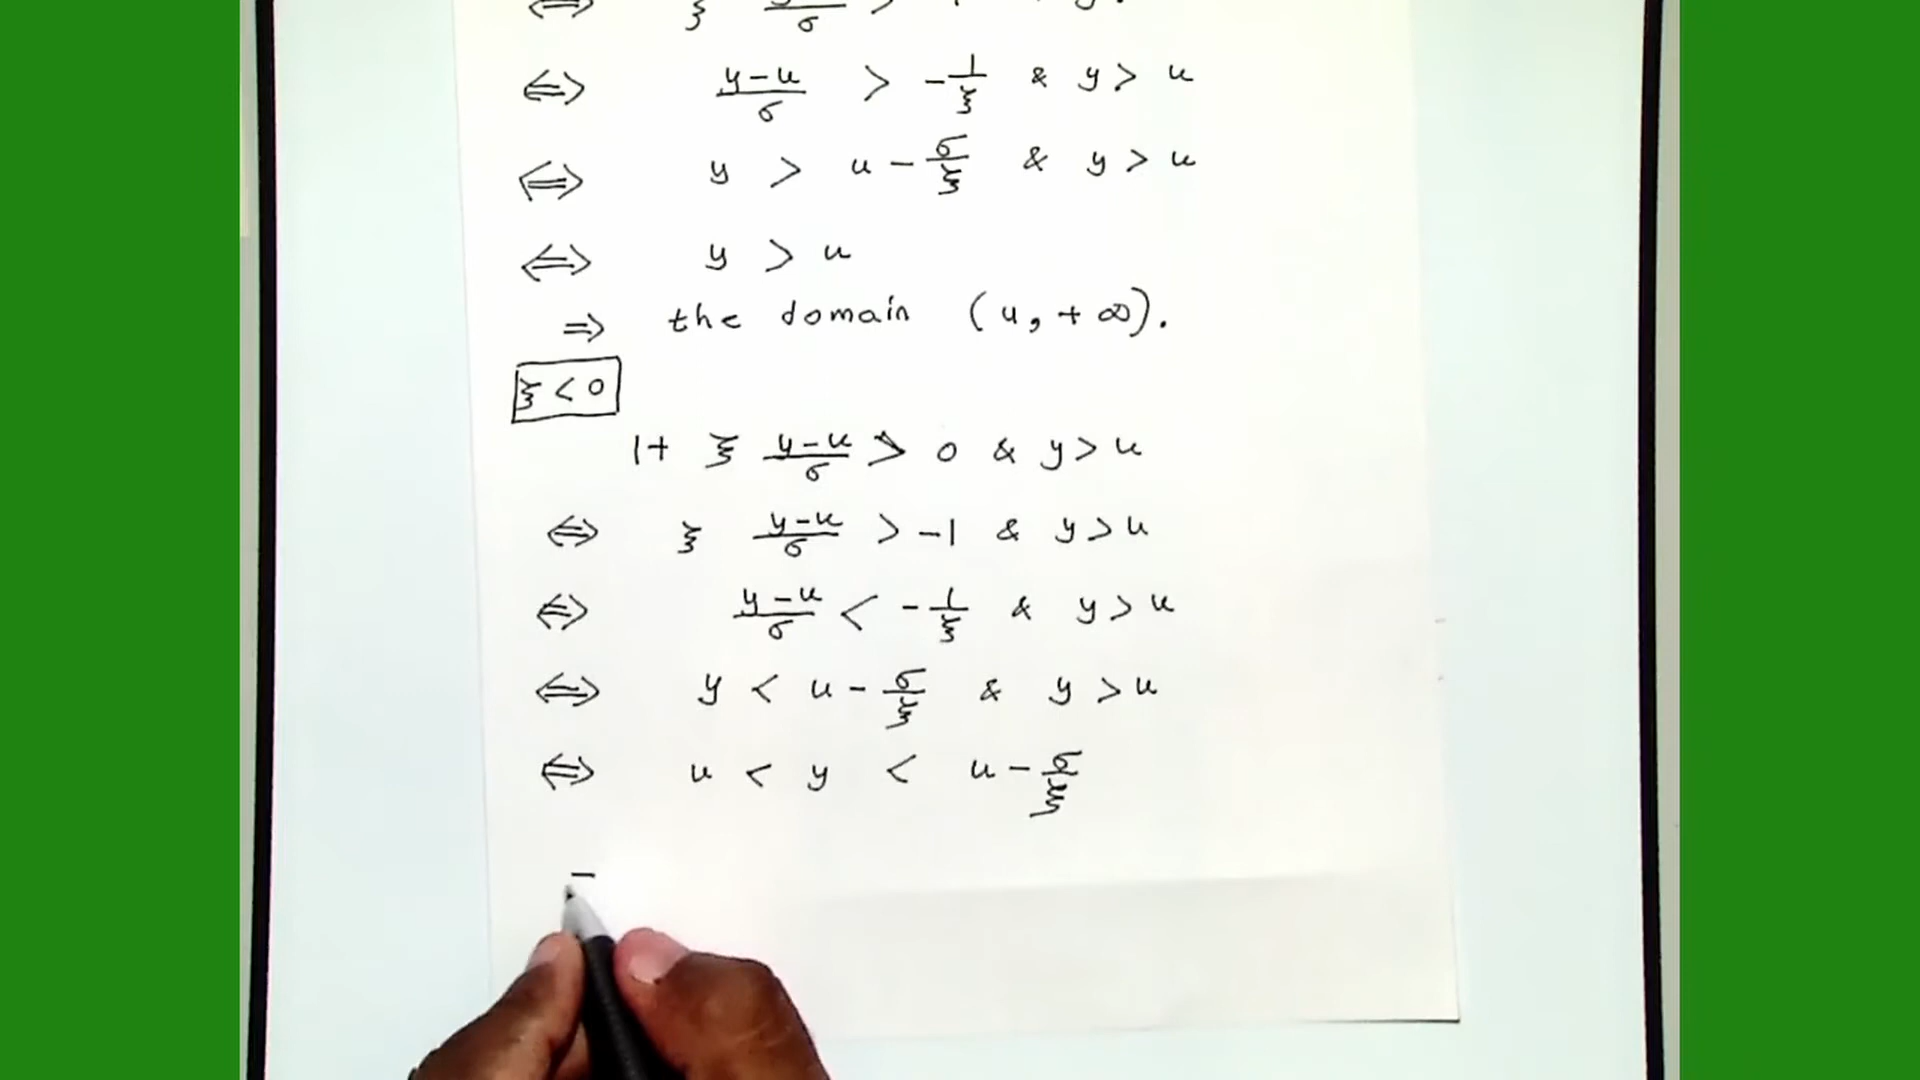 ⟺ ξ (y-u)/σ >
⟺ (y-u)/σ > -1/ξ & y > u
⟺ y > u - σ/ξ & y > u
⟺ y > u
⇒ the domain (u, +∞).
ξ < 0
1+ ξ (y-u)/σ > 0 & y > u
⟺ ξ (y-u)/σ > -1 & y > u
⟺ (y-u)/σ < -1/ξ & y > u
⟺ y < u - σ/ξ & y > u
⟺ u < y < u - σ/ξ